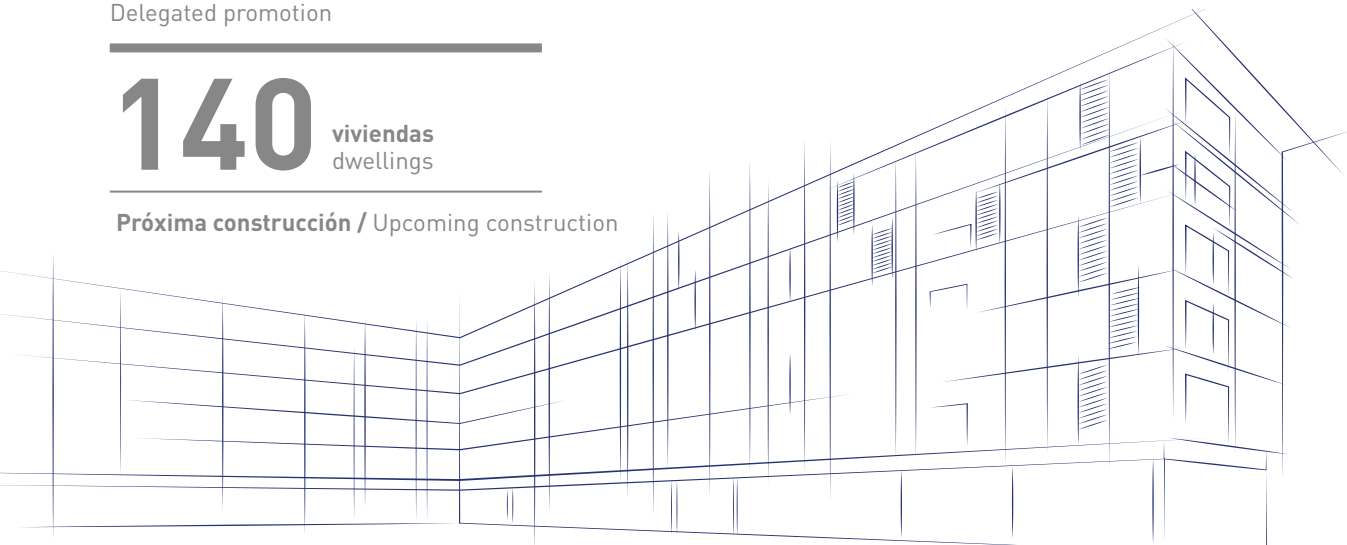 Delegated promotion
140 viviendas
dwellings
Próxima construcción / Upcoming construction